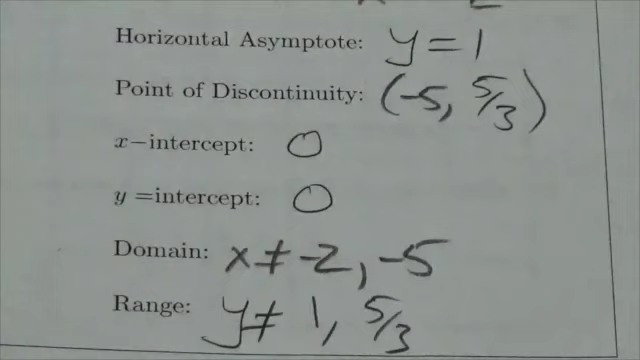 Horizontal Asymptote: y = 1
Point of Discontinuity: (-5, 5/3)
x-intercept: 0
y =intercept: 0
Domain: x ≠ -2, -5
Range: y ≠ 1, 5/3